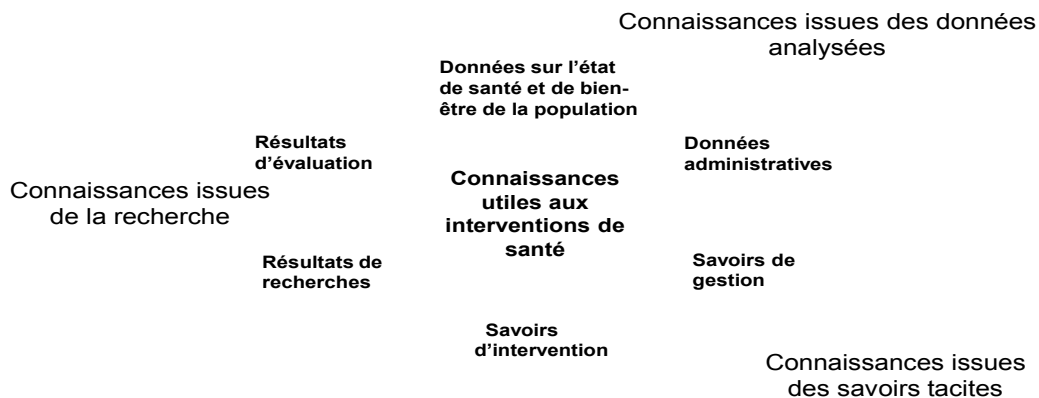 Connaissances issues des données
analysées
Données sur l’état
de santé et de bien-
être de la population
Résultats
d’évaluation
Données
administratives
Connaissances issues
de la recherche
Connaissances
utiles aux
interventions de
santé
Résultats de
recherches
Savoirs de
gestion
Savoirs
d’intervention
Connaissances issues
des savoirs tacites